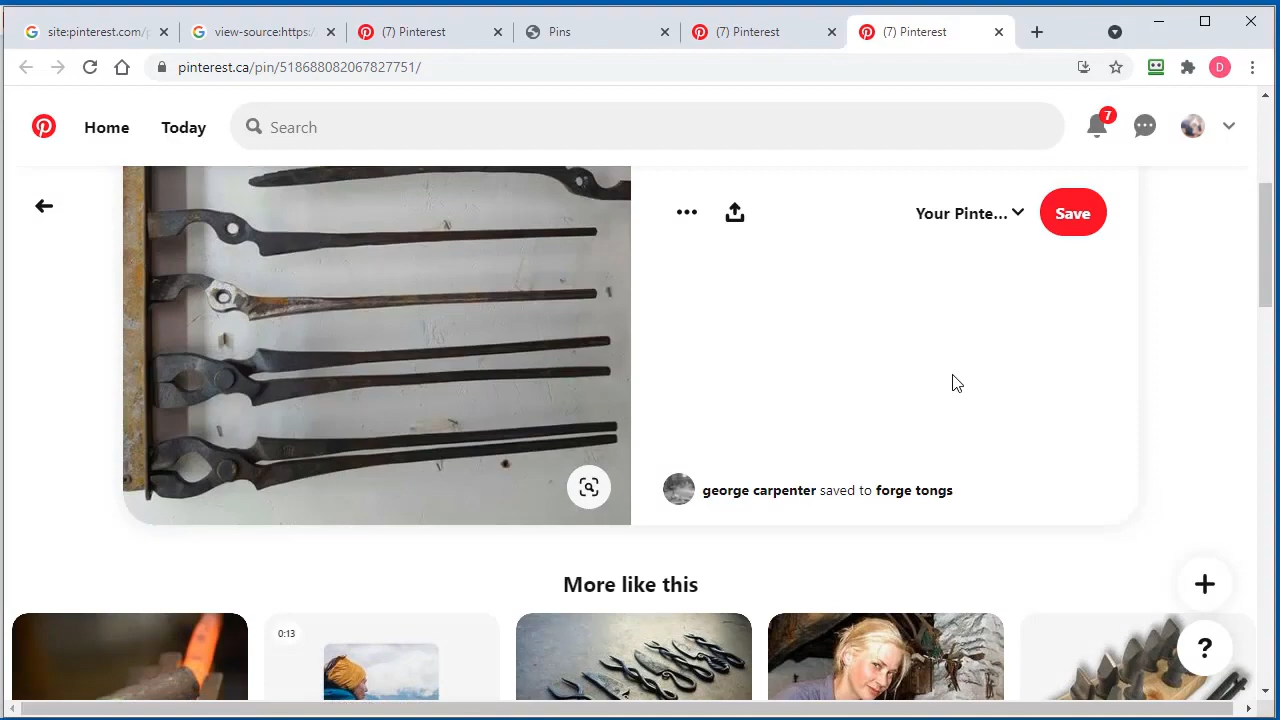 site:pinterest.com/p
view-source:https:/
(7) Pinterest
Pins
(7) Pinterest
(7) Pinterest
pinterest.ca/pin/518688082067827751/
D
Home
Today
Search
7
Your Pinte...
Save
george carpenter saved to forge tongs
More like this
0:13
+
?